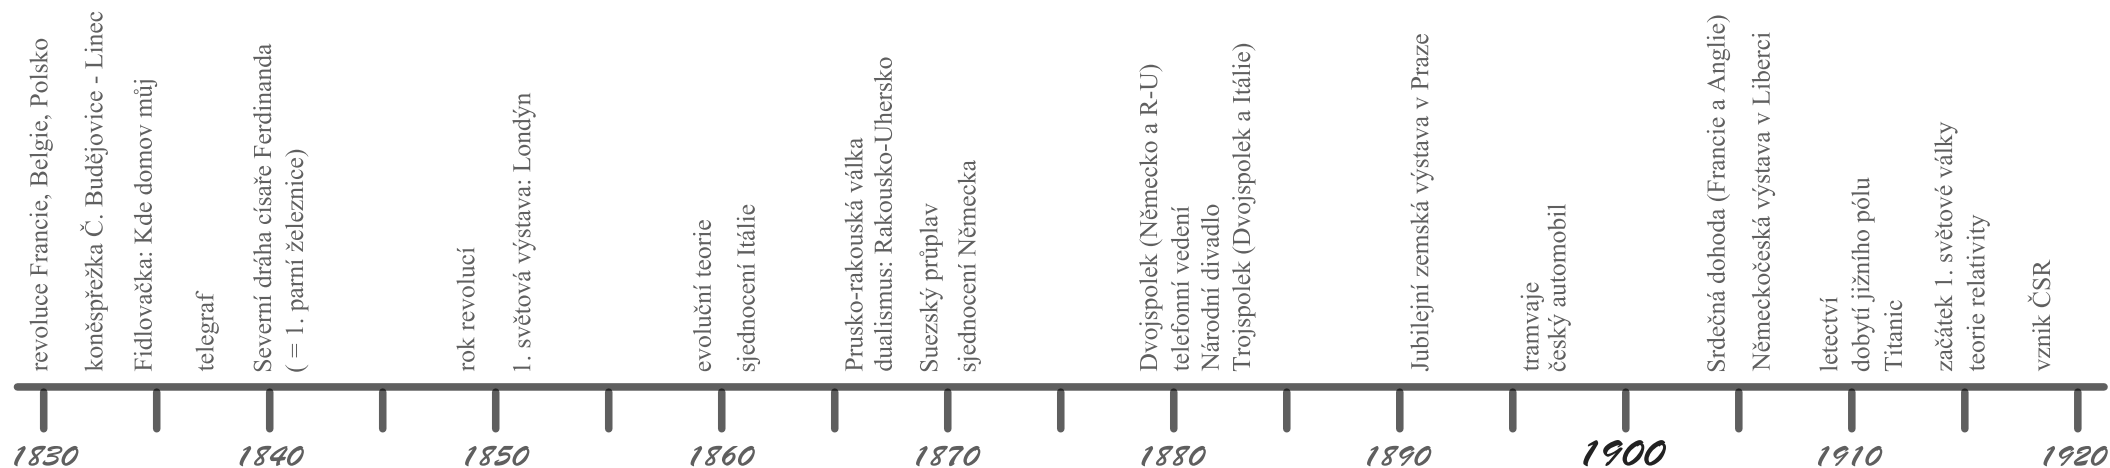 revoluce Francie, Belgie, Polsko
koněspřežka Č. Budějovice - Linec
Fidlovačka: Kde domov můj
telegraf
Severní dráha císaře Ferdinanda
(= 1. parní železnice)
rok revolucí
1. světová výstava: Londýn
evoluční teorie
sjednocení Itálie
Prusko-rakouská válka
dualismus: Rakousko-Uhersko
Suezský průplav
sjednocení Německa
Dvojspolek (Německo a R-U)
telefonní vedení
Národní divadlo
Trojspolek (Dvojspolek a Itálie)
Jubilejní zemská výstava v Praze
tramvaje
český automobil
Srdečná dohoda (Francie a Anglie)
Německočeská výstava v Liberci
letectví
dobytí jižního pólu
Titanic
začátek 1. světové války
teorie relativity
vznik ČSR
1830
1840
1850
1860
1870
1880
1890
1900
1910
1920